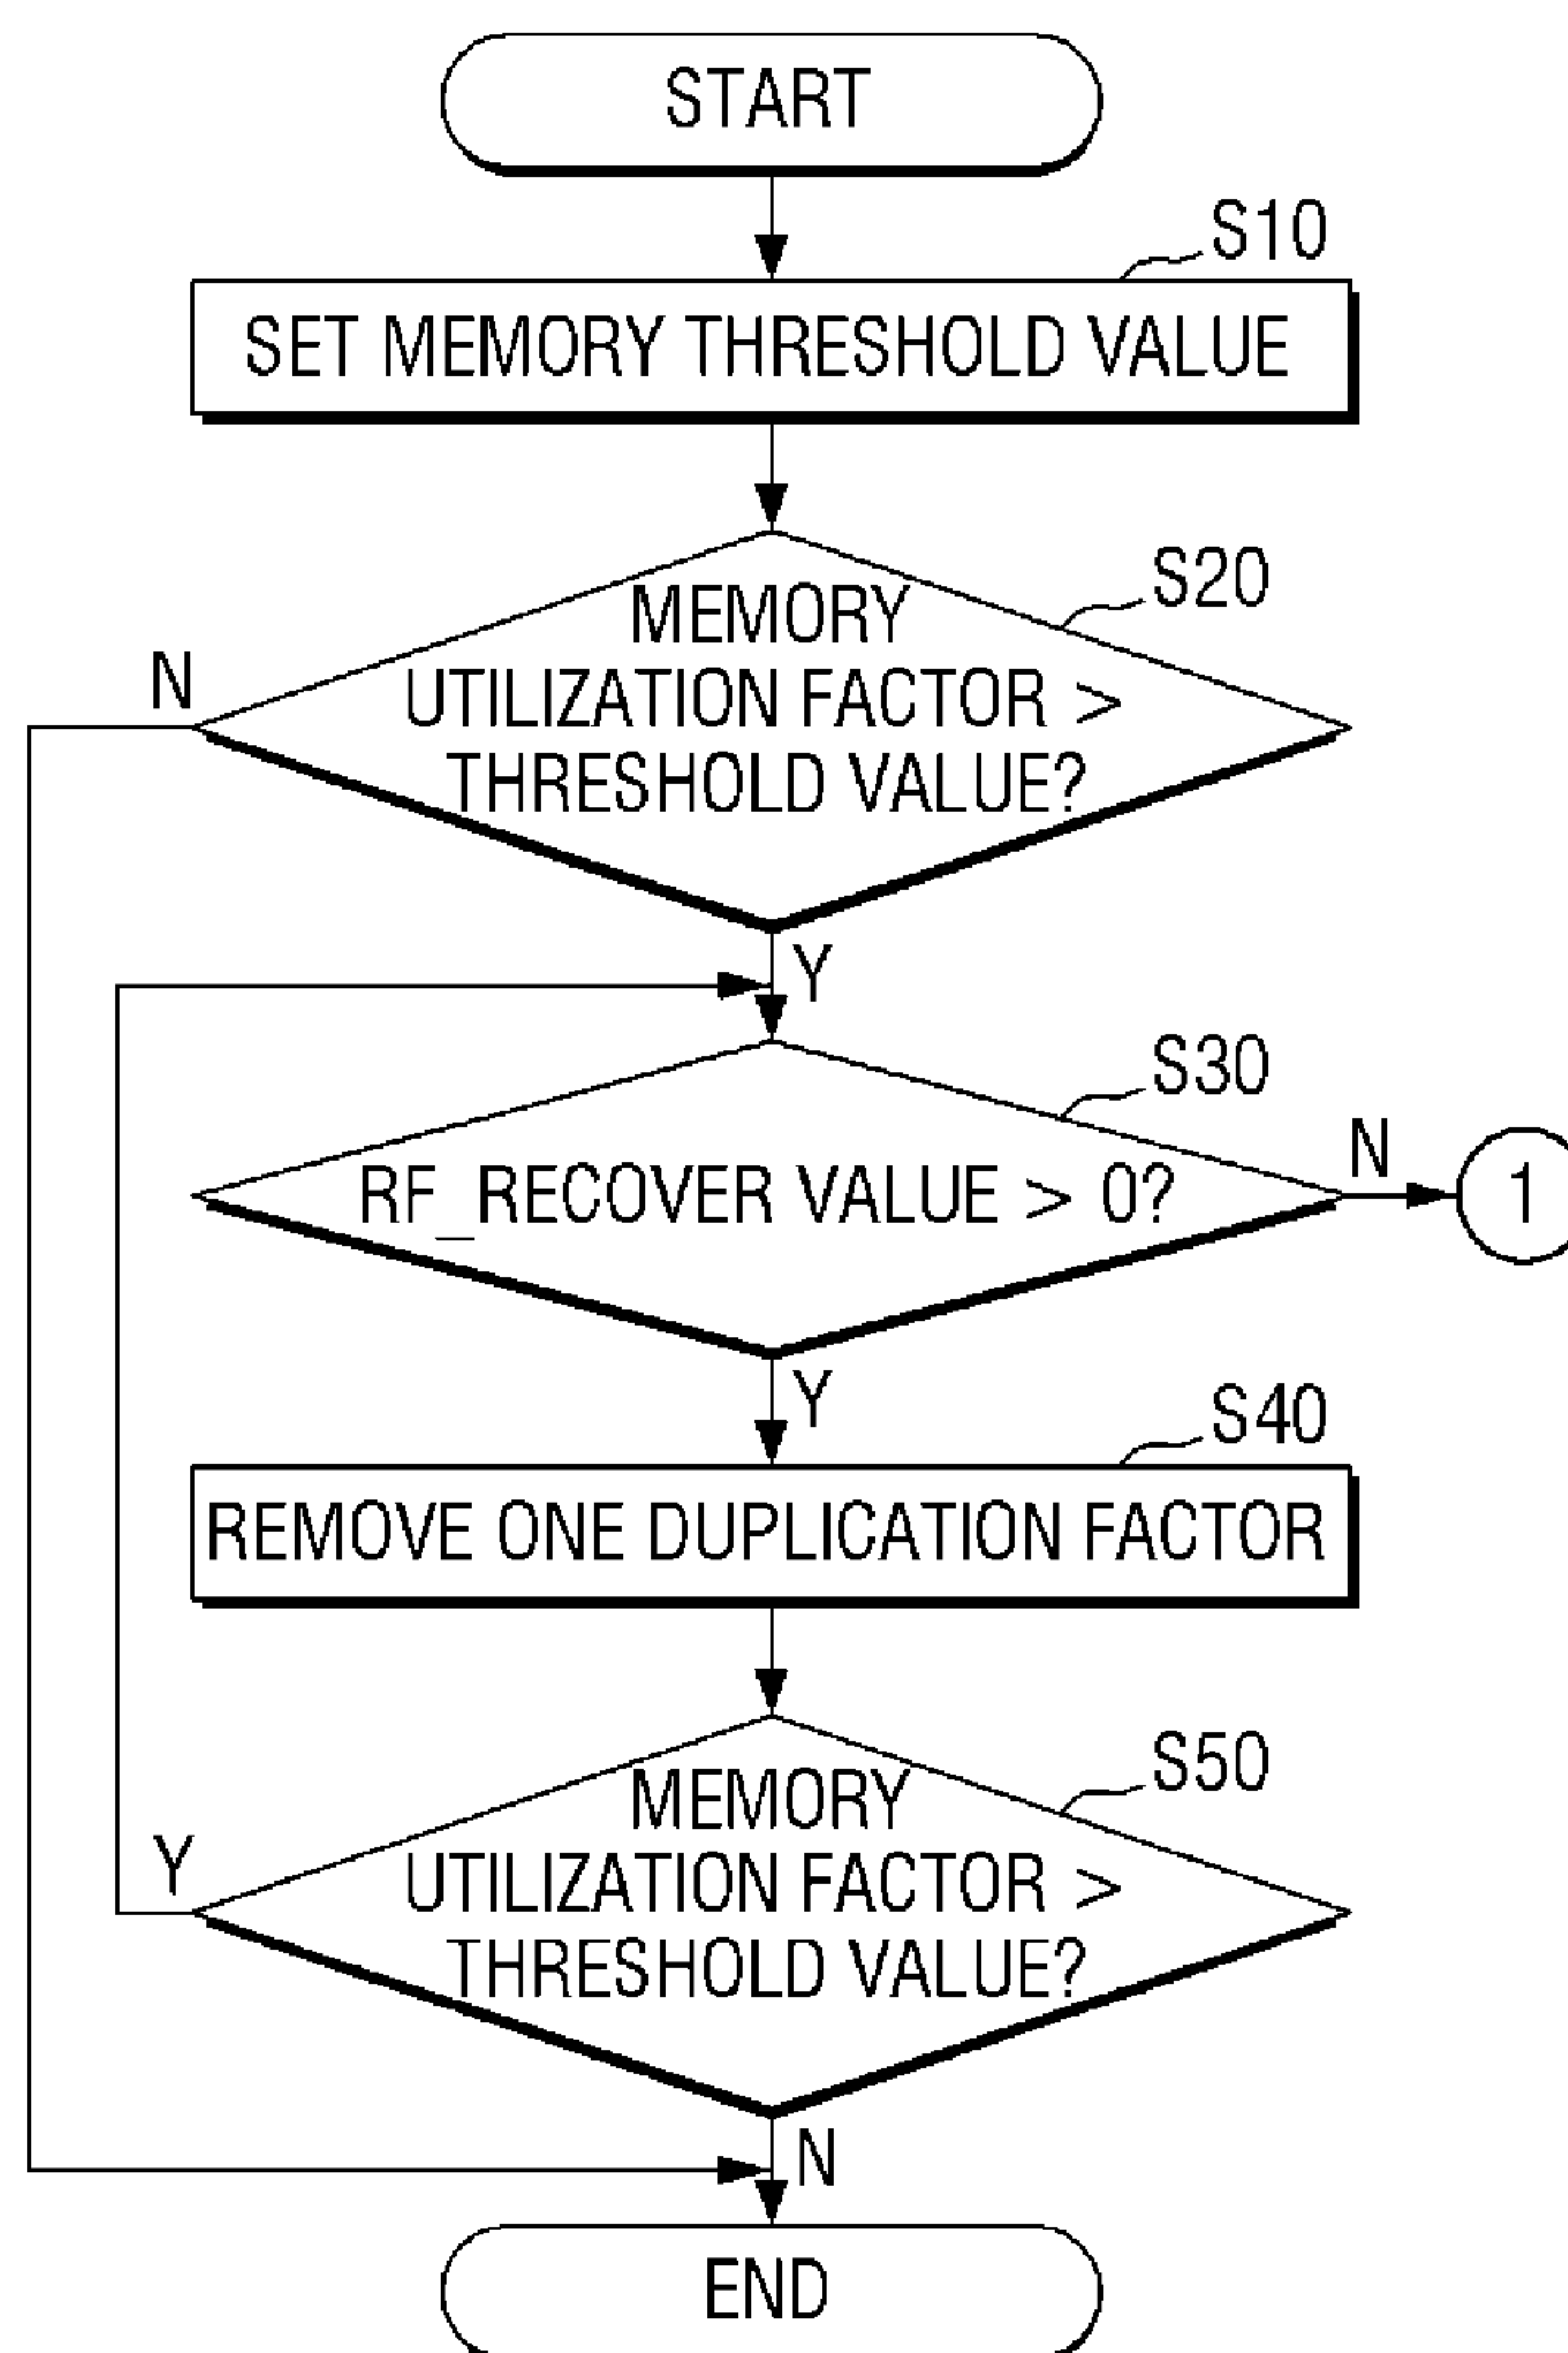 START
S10
SET MEMORY THRESHOLD VALUE
S20
N
MEMORY
UTILIZATION FACTOR >
THRESHOLD VALUE?
Y
S30
N
RF_RECOVER VALUE > 0?
1
Y
S40
REMOVE ONE DUPLICATION FACTOR
S50
MEMORY
Y
UTILIZATION FACTOR >
THRESHOLD VALUE?
N
END